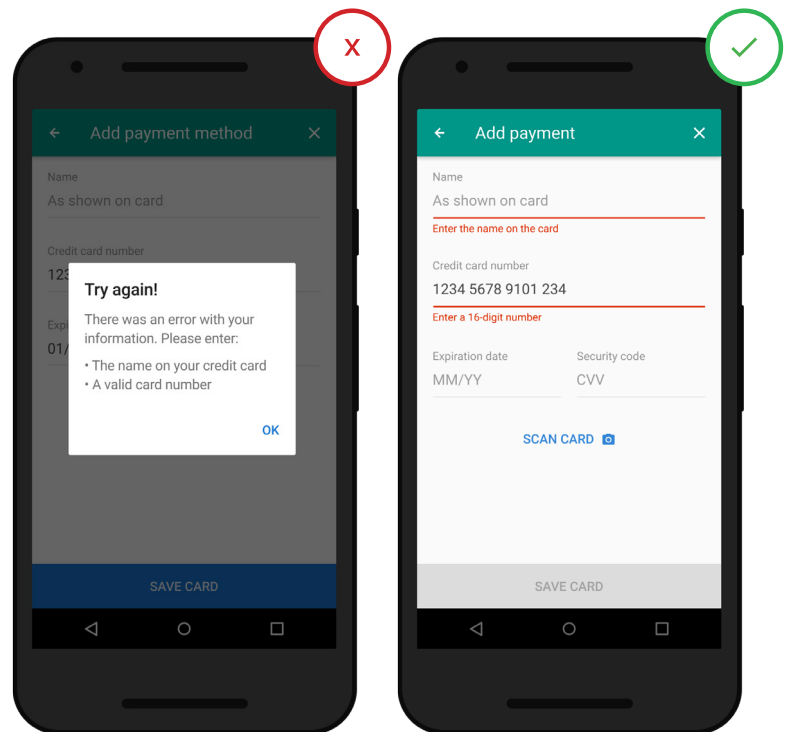 X
Add payment method
Name
As shown on card
Credit card number
123
Expi
01/
Try again!
There was an error with your
information. Please enter:
• The name on your credit card
• A valid card number
OK
SAVE CARD
Add payment
Name
As shown on card
Enter the name on the card
Credit card number
1234 5678 9101 234
Enter a 16-digit number
Expiration date
Security code
MM/YY
CVV
SCAN CARD
SAVE CARD